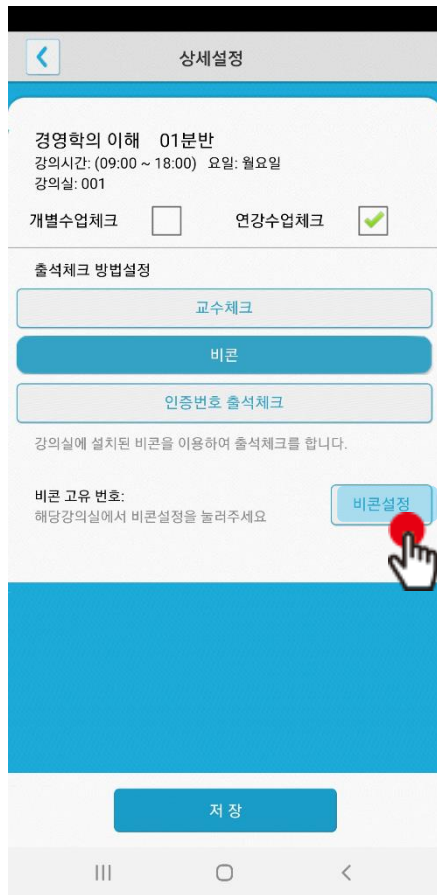 상세설정
경영학의 이해 01분반
강의시간: (09:00 ~ 18:00) 요일: 월요일
강의실: 001
개별수업체크 연강수업체크
출석체크 방법설정
교수체크
비콘
인증번호 출석체크
강의실에 설치된 비콘을 이용하여 출석체크를 합니다.
비콘 고유 번호:
해당강의실에서 비콘설정을 눌러주세요
비콘설정
저 장